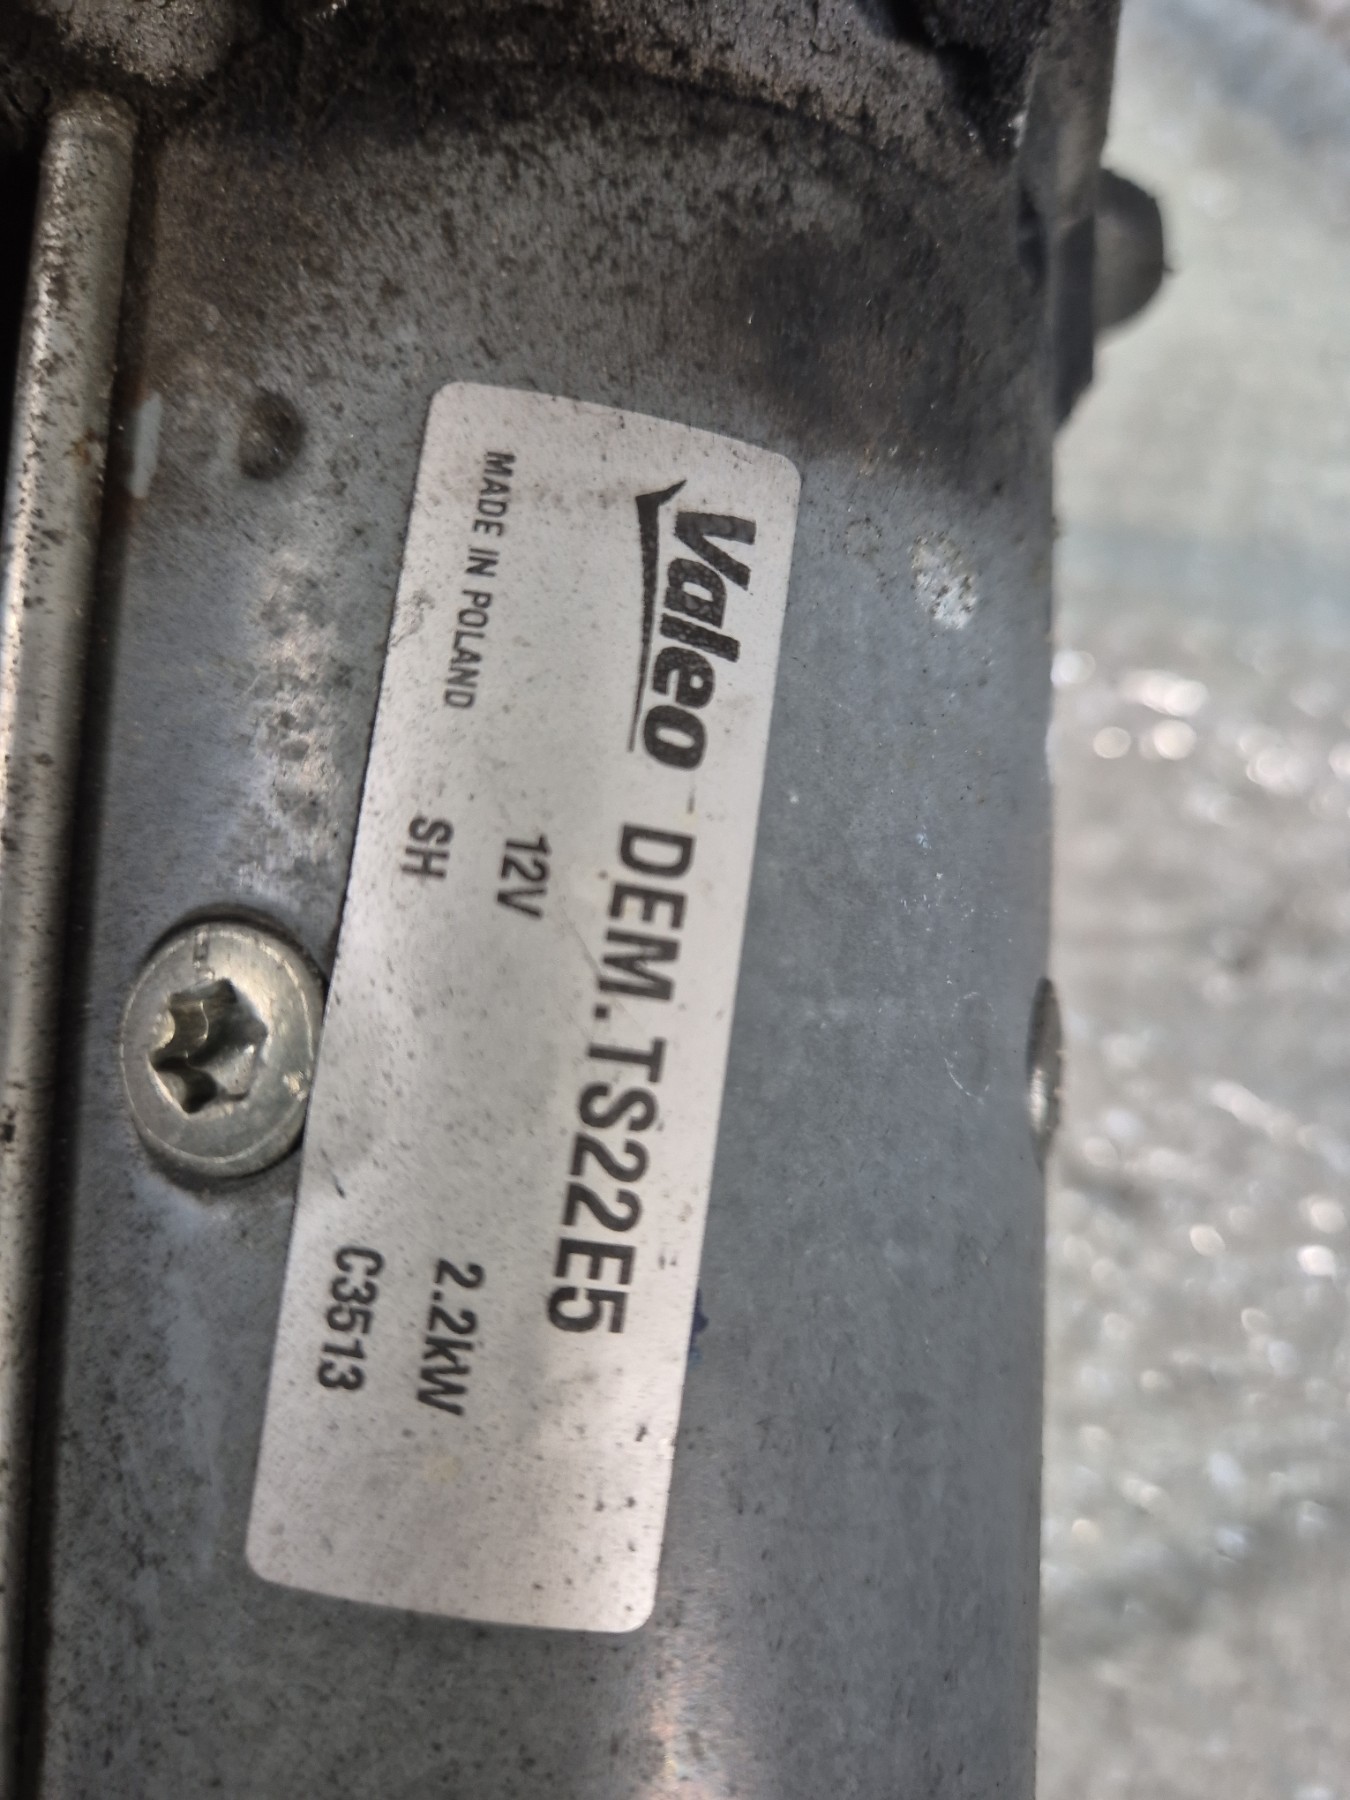 Valeo DEM.TS22E5
12V 2.2kW
MADE IN POLAND SH C3513